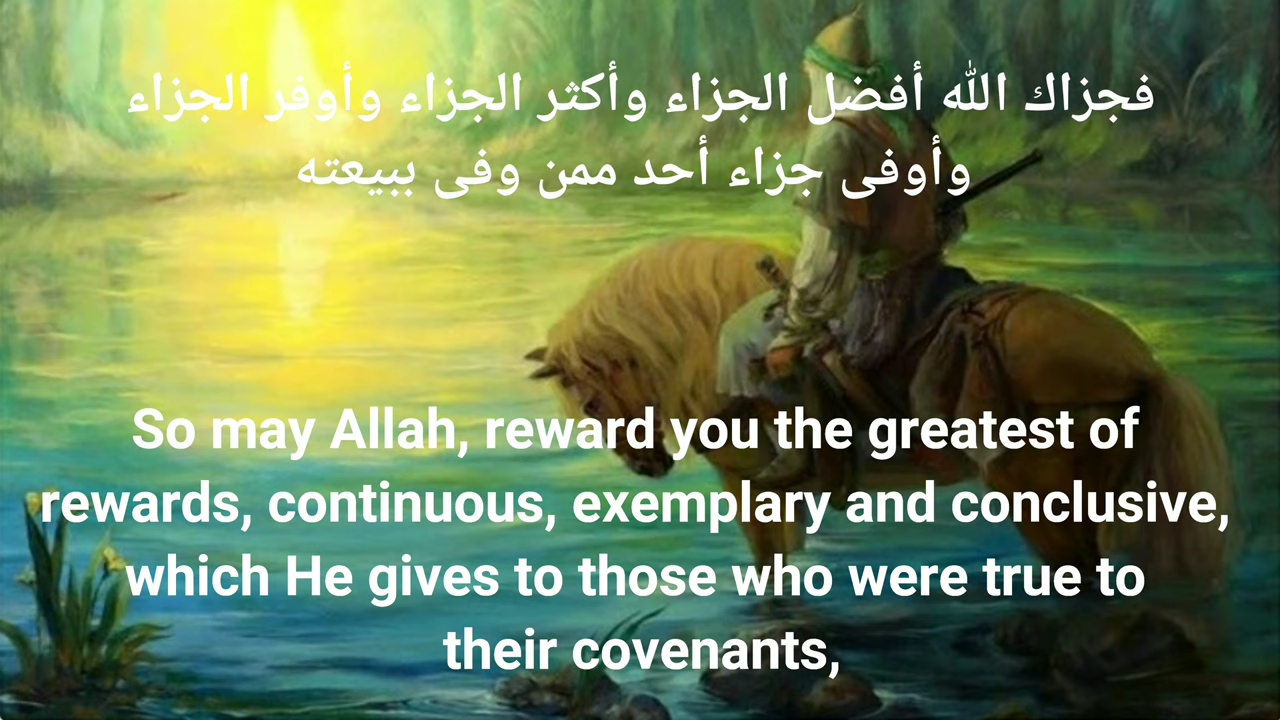 فجزاك الله أفضل الجزاء وأكثر الجزاء وأوفر الجزاء
وأوفى جزاء أحد ممن وفى ببيعته
So may Allah, reward you the greatest of
rewards, continuous, exemplary and conclusive,
which He gives to those who were true to
their covenants,